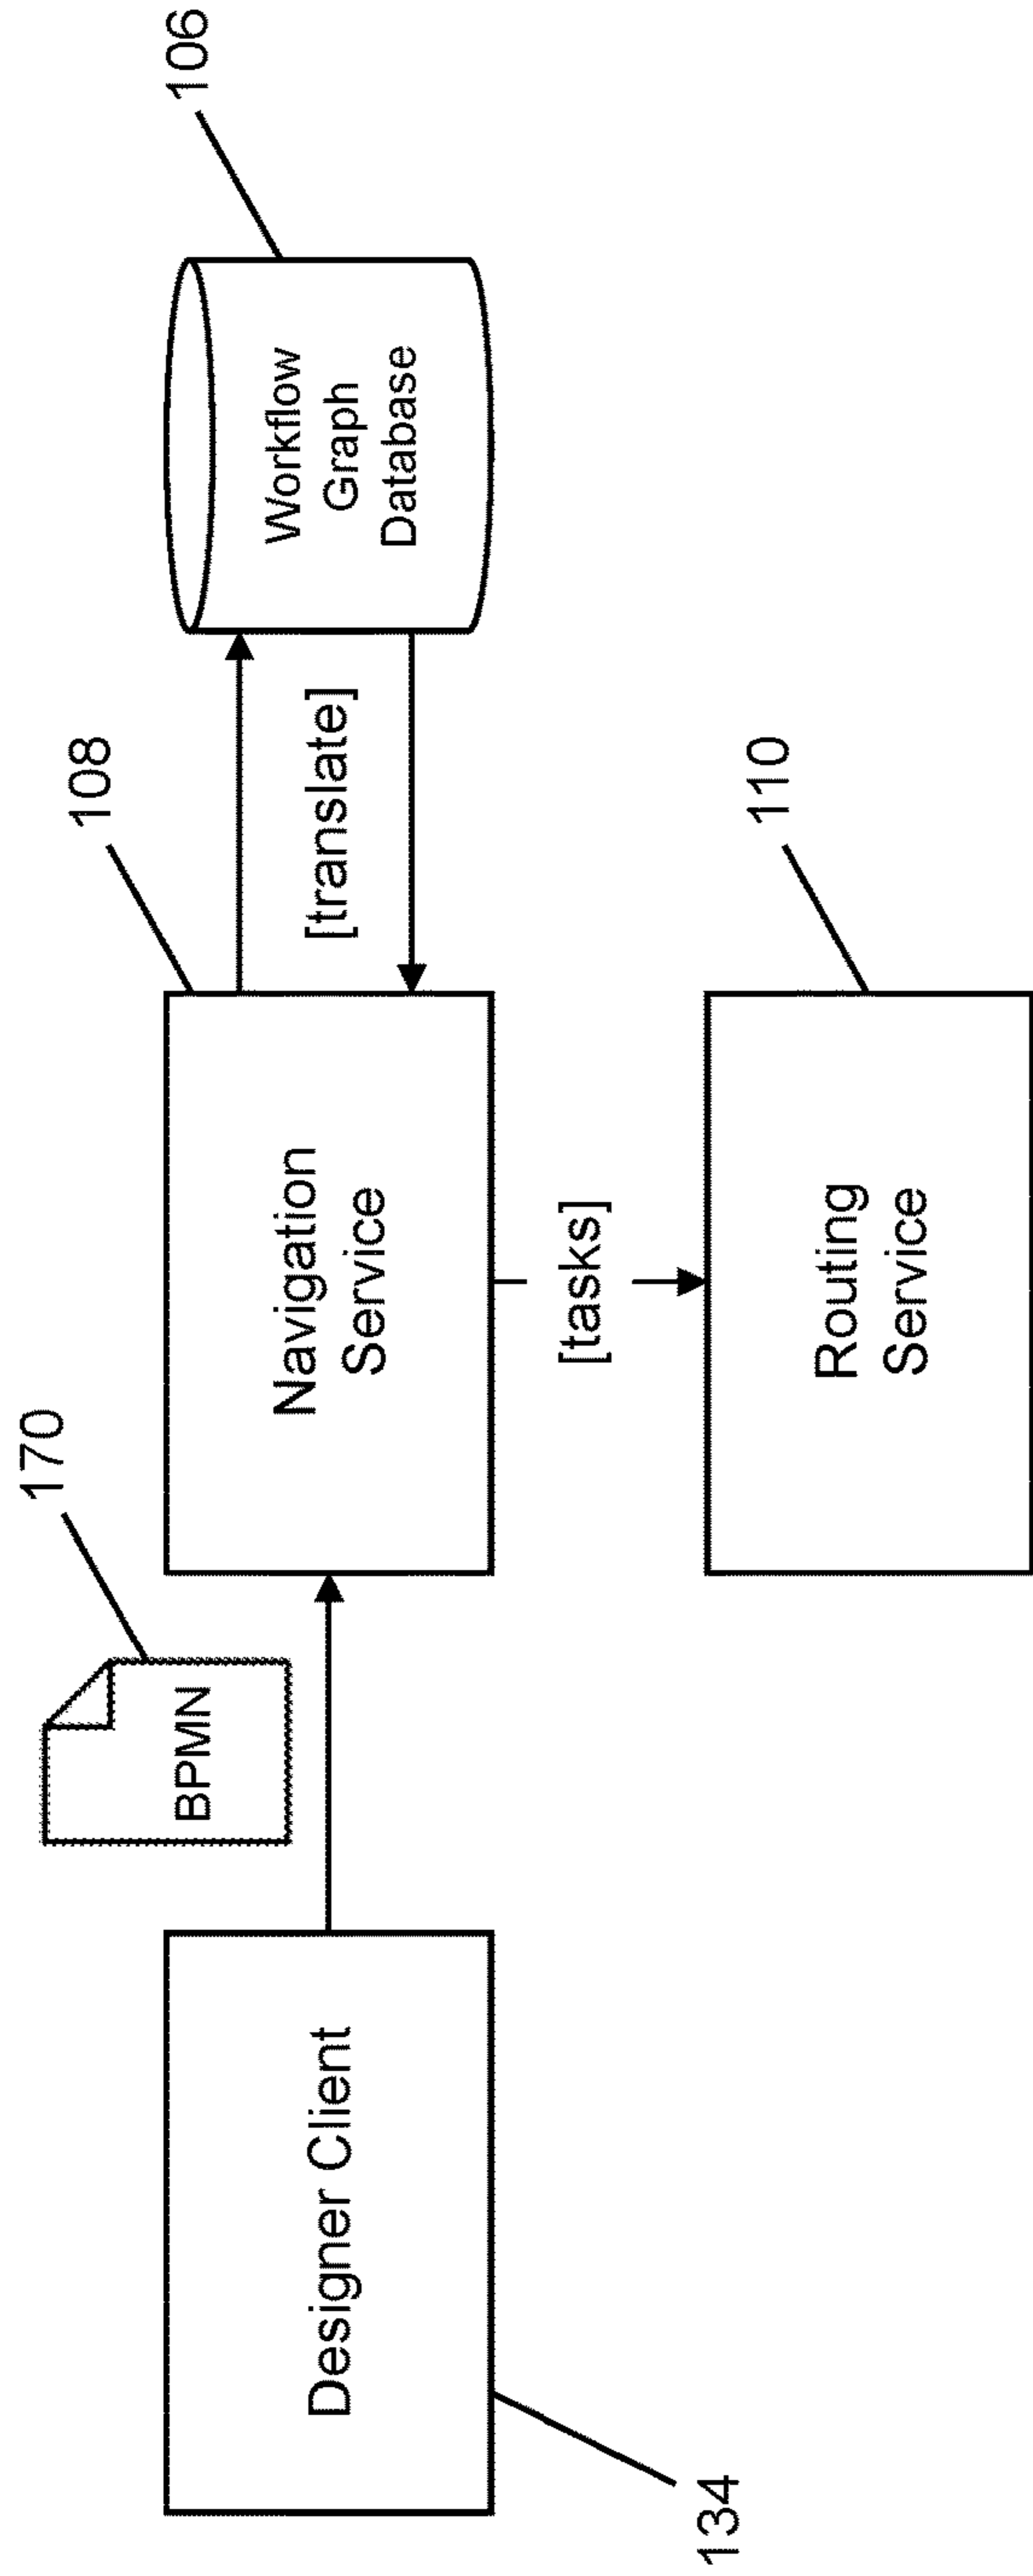 170
BPMN
108
106
Designer Client
Navigation
Service
[translate]
Workflow
Graph
Database
134
[tasks]
110
Routing
Service